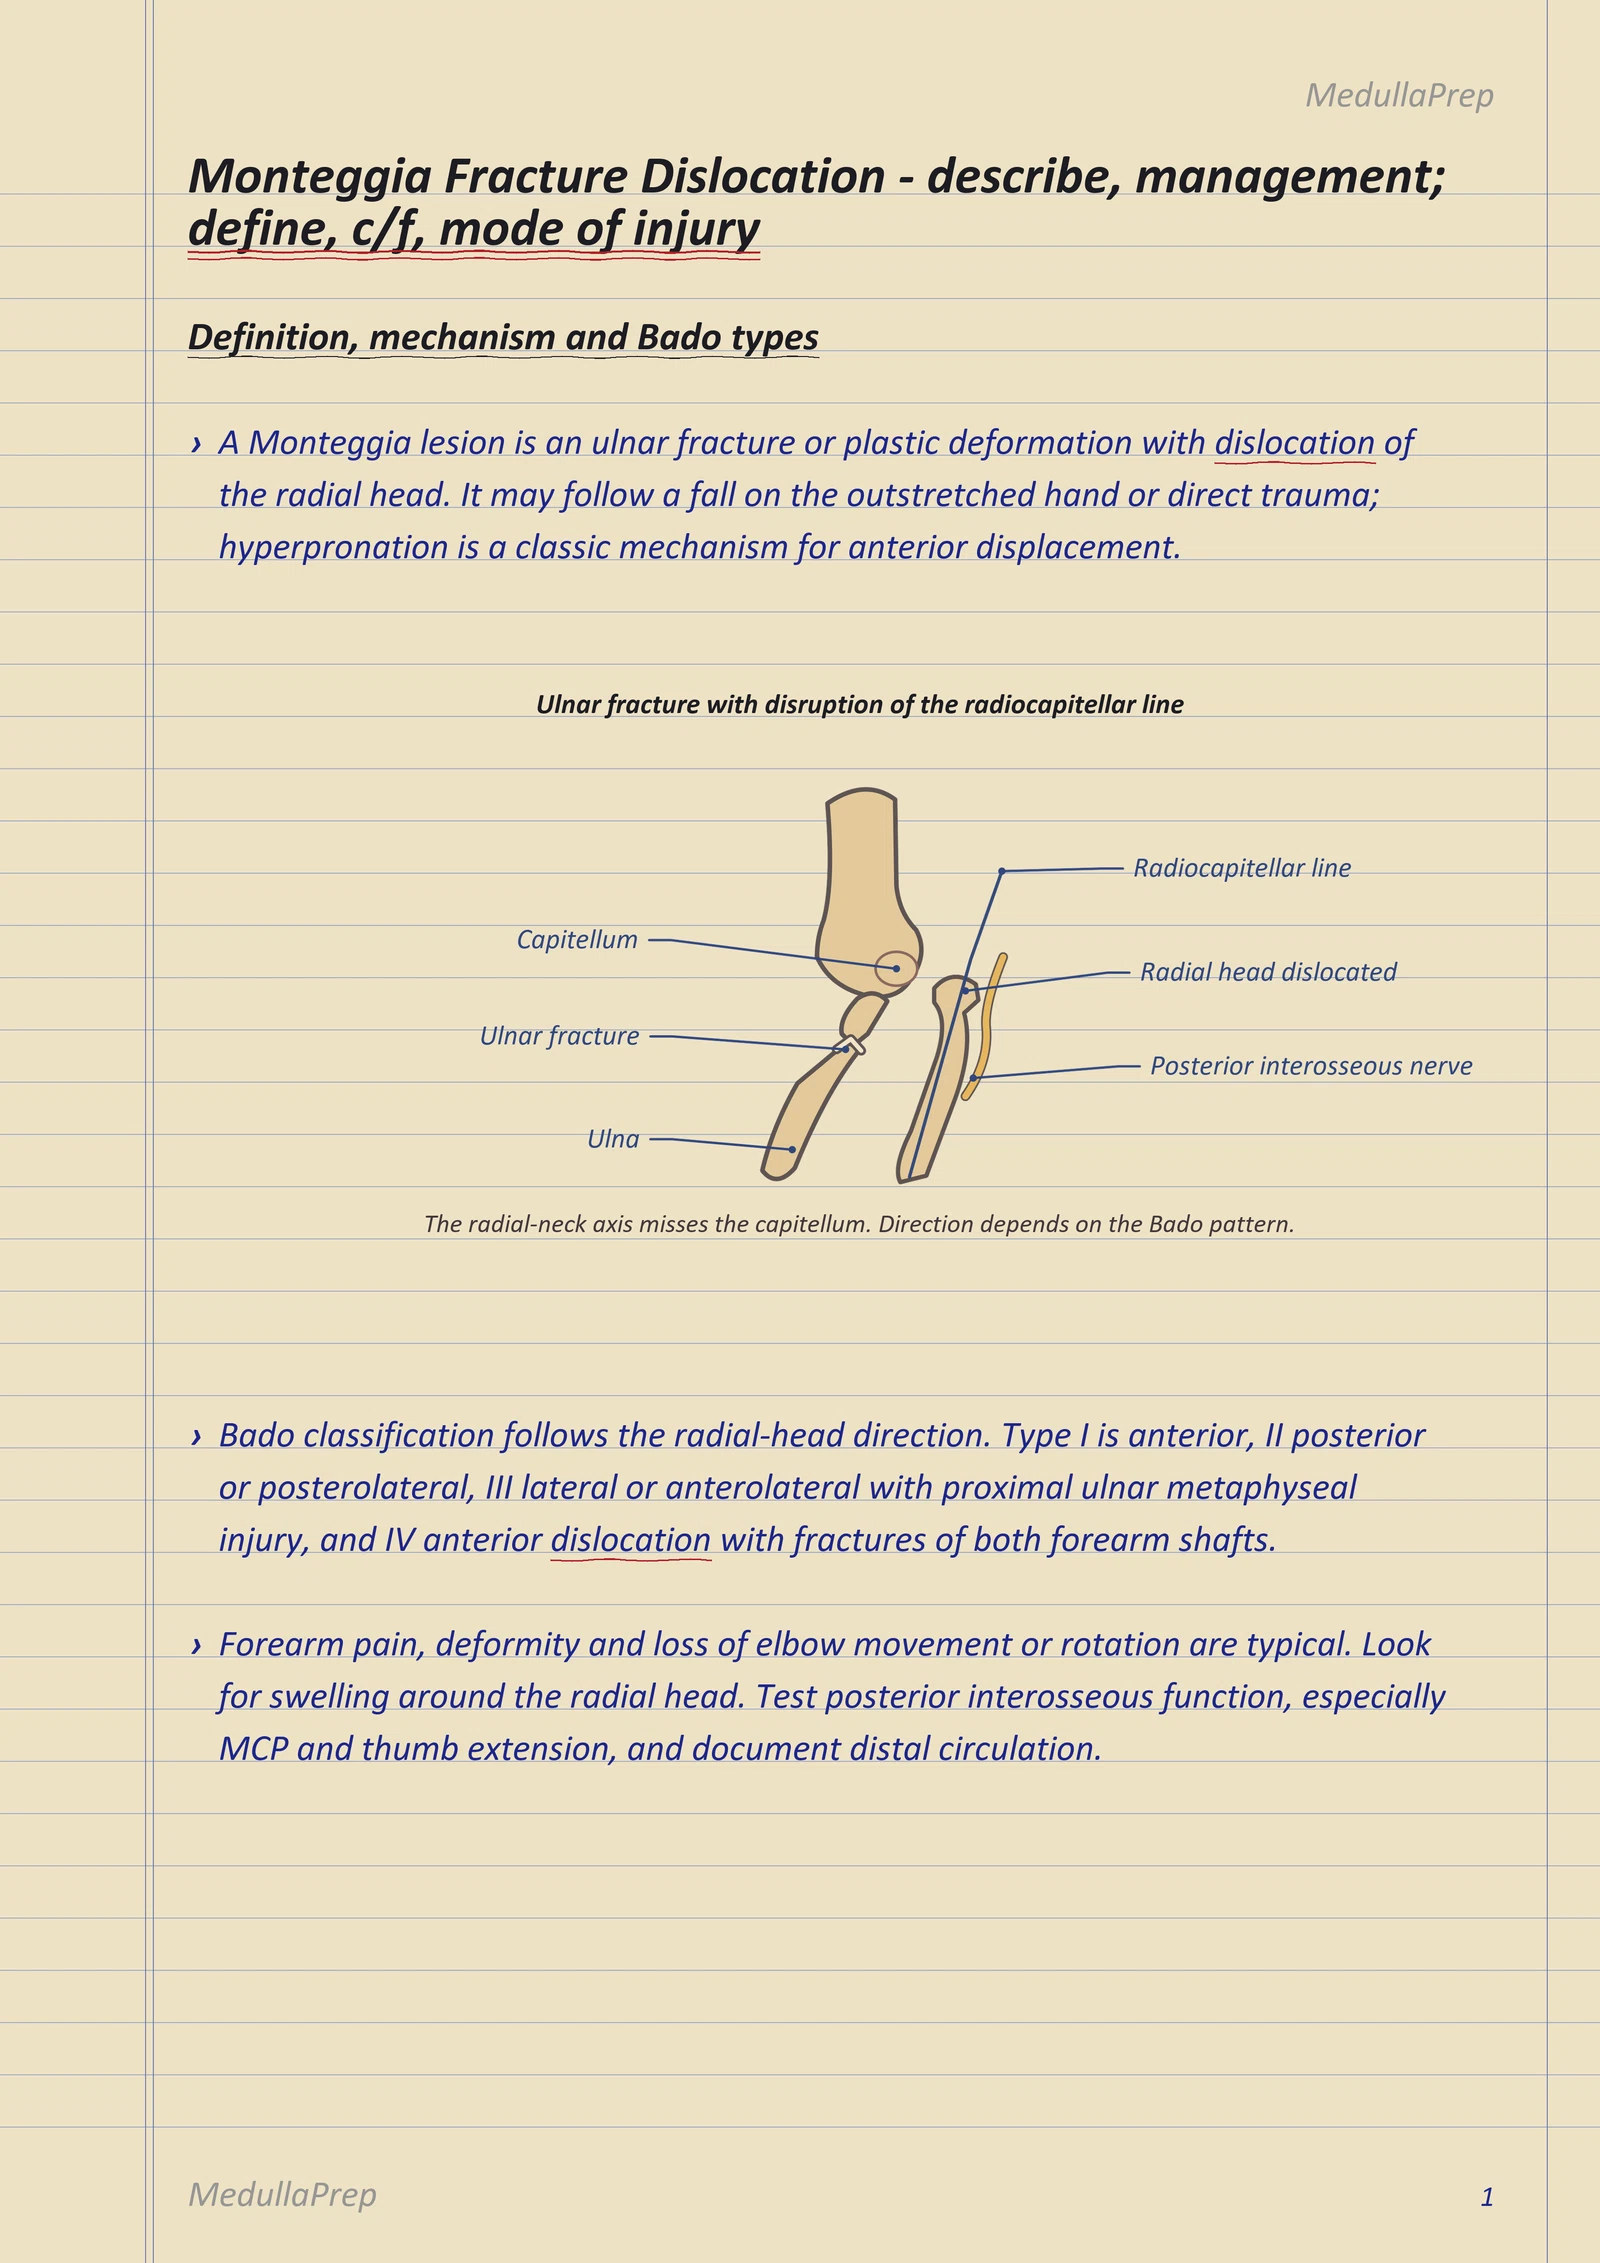 MedullaPrep
Monteggia Fracture Dislocation - describe, management;
define, c/f, mode of injury
Definition, mechanism and Bado types
› A Monteggia lesion is an ulnar fracture or plastic deformation with dislocation of
the radial head. It may follow a fall on the outstretched hand or direct trauma;
hyperpronation is a classic mechanism for anterior displacement.
Ulnar fracture with disruption of the radiocapitellar line
Radiocapitellar line
Capitellum
Radial head dislocated
Ulnar fracture
Posterior interosseous nerve
Ulna
The radial-neck axis misses the capitellum. Direction depends on the Bado pattern.
› Bado classification follows the radial-head direction. Type I is anterior, II posterior
or posterolateral, III lateral or anterolateral with proximal ulnar metaphyseal
injury, and IV anterior dislocation with fractures of both forearm shafts.
› Forearm pain, deformity and loss of elbow movement or rotation are typical. Look
for swelling around the radial head. Test posterior interosseous function, especially
MCP and thumb extension, and document distal circulation.
MedullaPrep
1